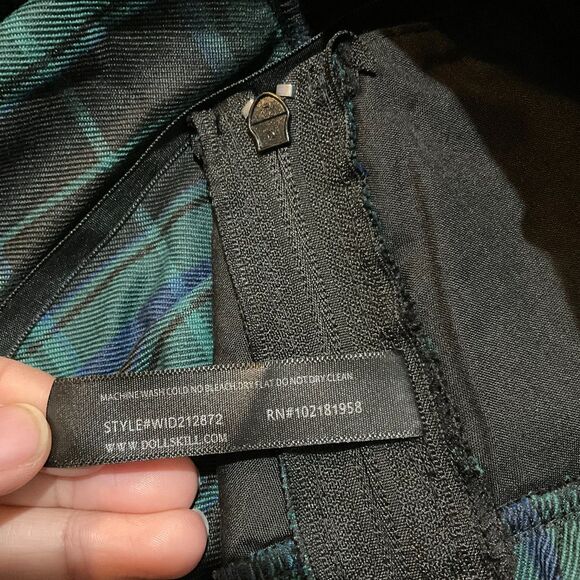 MACHINE WASH COLD NO BLEACH.DRY FLAT DO NOT DRY CLEAN
STYLE#WID212872 RN#102181958
WWW.DOLLSKILL.COM